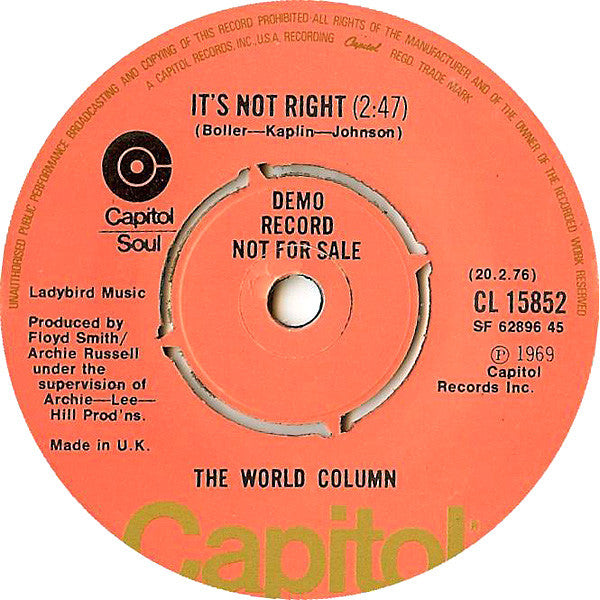 UNAUTHORISED PUBLIC PERFORMANCE BROADCASTING AND COPYING OF THIS RECORD PROHIBITED ALL RIGHTS OF THE MANUFACTURER AND OF THE OWNER OF THE RECORDED WORK RESERVED
A CAPITOL RECORDS, INC., U.S.A. RECORDING Capitol REGD. TRADE MARK
IT'S NOT RIGHT (2:47)
(Boller—Kaplin—Johnson)
Capitol
Soul
DEMO
RECORD
NOT FOR SALE
Ladybird Music
Produced by
Floyd Smith/
Archie Russell
under the
supervision of
Archie—Lee—
Hill Prod'ns.
Made in U.K.
(20.2.76)
CL 15852
SF 62896 45
Ⓟ 1969
Capitol
Records Inc.
THE WORLD COLUMN
Capitol®